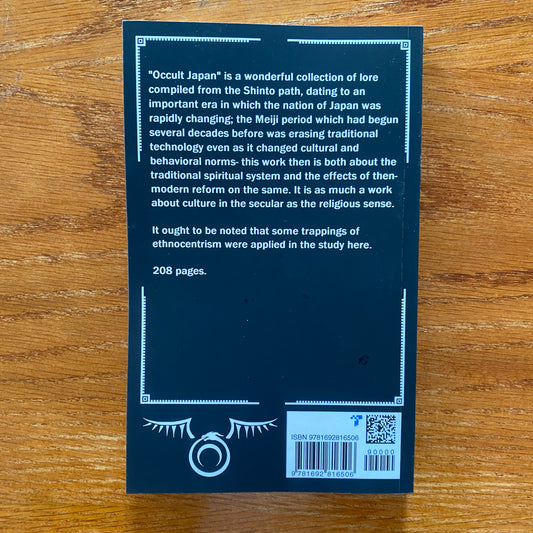 "Occult Japan" is a wonderful collection of lore
compiled from the Shinto path, dating to an
important era in which the nation of Japan was
rapidly changing; the Meiji period which had begun
several decades before was erasing traditional
technology even as it changed cultural and
behavioral norms- this work then is both about the
traditional spiritual system and the effects of then-
modern reform on the same. It is as much a work
about culture in the secular as the religious sense.
It ought to be noted that some trappings of
ethnocentrism were applied in the study here.
208 pages.
ISBN 9781692816506
90000
9 781692 816506